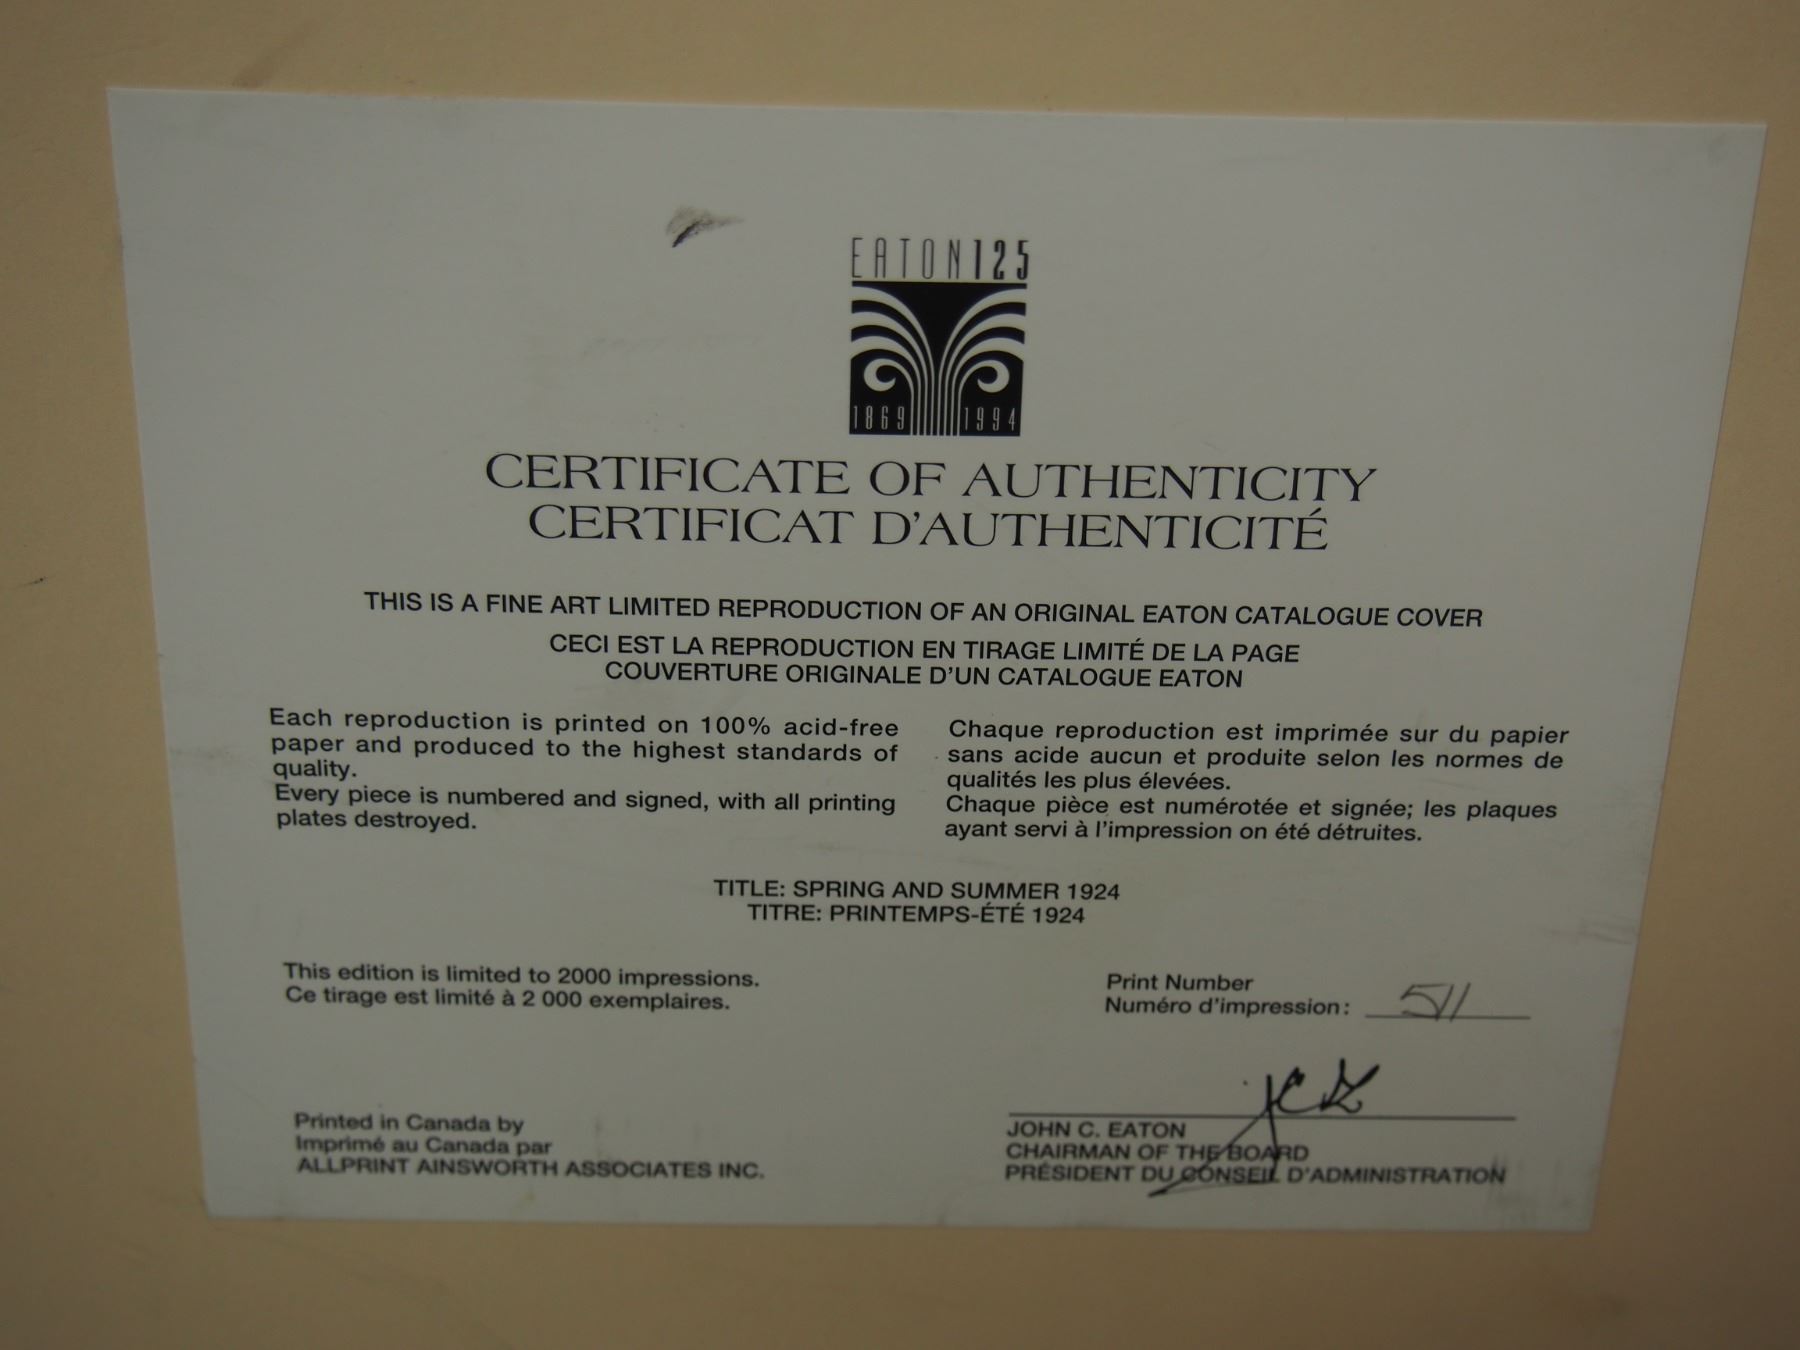 EATON125
1869 1994
CERTIFICATE OF AUTHENTICITY
CERTIFICAT D'AUTHENTICITÉ
THIS IS A FINE ART LIMITED REPRODUCTION OF AN ORIGINAL EATON CATALOGUE COVER
CECI EST LA REPRODUCTION EN TIRAGE LIMITÉ DE LA PAGE
COUVERTURE ORIGINALE D'UN CATALOGUE EATON
Each reproduction is printed on 100% acid-free
paper and produced to the highest standards of
quality.
Every piece is numbered and signed, with all printing
plates destroyed.
Chaque reproduction est imprimée sur du papier
sans acide aucun et produite selon les normes de
qualités les plus élevées.
Chaque pièce est numérotée et signée; les plaques
ayant servi à l'impression on été détruites.
TITLE: SPRING AND SUMMER 1924
TITRE: PRINTEMPS-ÉTÉ 1924
This edition is limited to 2000 impressions.
Ce tirage est limité à 2 000 exemplaires.
Print Number
Numéro d'impression: 511
Printed in Canada by
Imprimé au Canada par
ALLPRINT AINSWORTH ASSOCIATES INC.
JOHN C. EATON
CHAIRMAN OF THE BOARD
PRÉSIDENT DU CONSEIL D'ADMINISTRATION